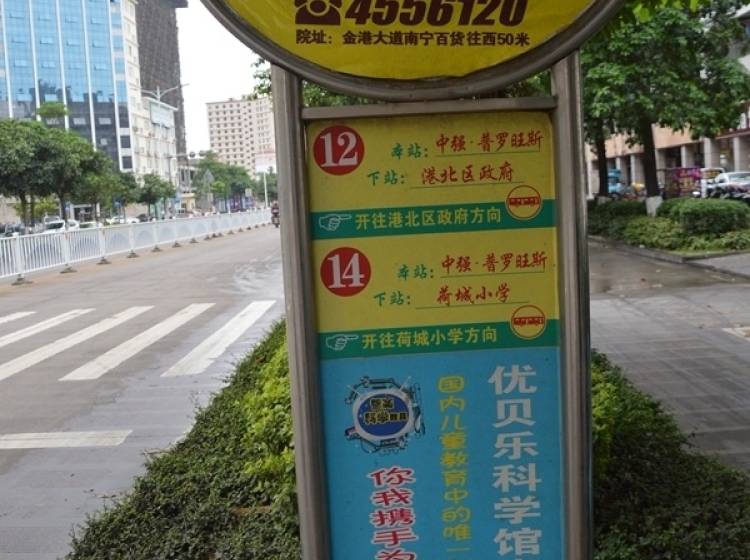 4556120
院址：金港大道南宁百货往西50米
12
本站：中强·普罗旺斯
下站：港北区政府
开往港北区政府方向
14
本站：中强·普罗旺斯
下站：荷城小学
开往荷城小学方向
优贝乐科学馆
国内儿童教育中的唯一
你我携手为